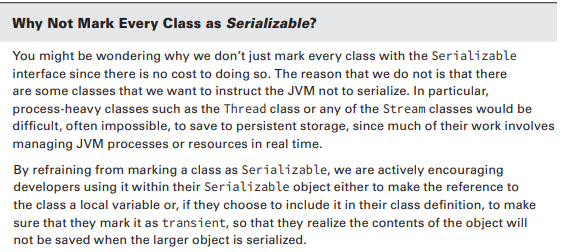 Why Not Mark Every Class as Serializable?
You might be wondering why we don't just mark every class with the Serializable
interface since there is no cost to doing so. The reason that we do not is that there
are some classes that we want to instruct the JVM not to serialize. In particular,
process-heavy classes such as the Thread class or any of the Stream classes would be
difficult, often impossible, to save to persistent storage, since much of their work involves
managing JVM processes or resources in real time.
By refraining from marking a class as Serializable, we are actively encouraging
developers using it within their Serializable object either to make the reference to
the class a local variable or, if they choose to include it in their class definition, to make
sure that they mark it as transient, so that they realize the contents of the object will
not be saved when the larger object is serialized.